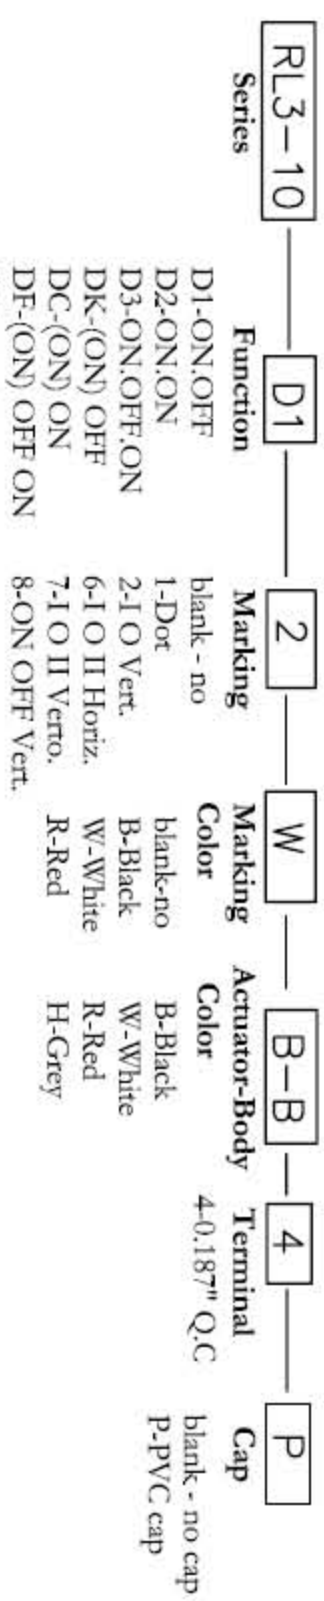 RL3-10 D1 2 W B-B 4 P
Series Function Marking Marking Actuator-Body Terminal Cap
Color Color
D1-ON.OFF
D2-ON.ON
D3-ON.OFF.ON
DK-(ON) OFF
DC-(ON) ON
DF-(ON) OFF ON
blank - no
1-Dot
2-I O Vert.
6-I O II Horiz.
7-I O II Verto.
8-ON OFF Vert.
blank-no
B-Black
W-White
R-Red
B-Black
W-White
R-Red
H-Grey
4-0.187" Q.C
blank - no cap
P-PVC cap